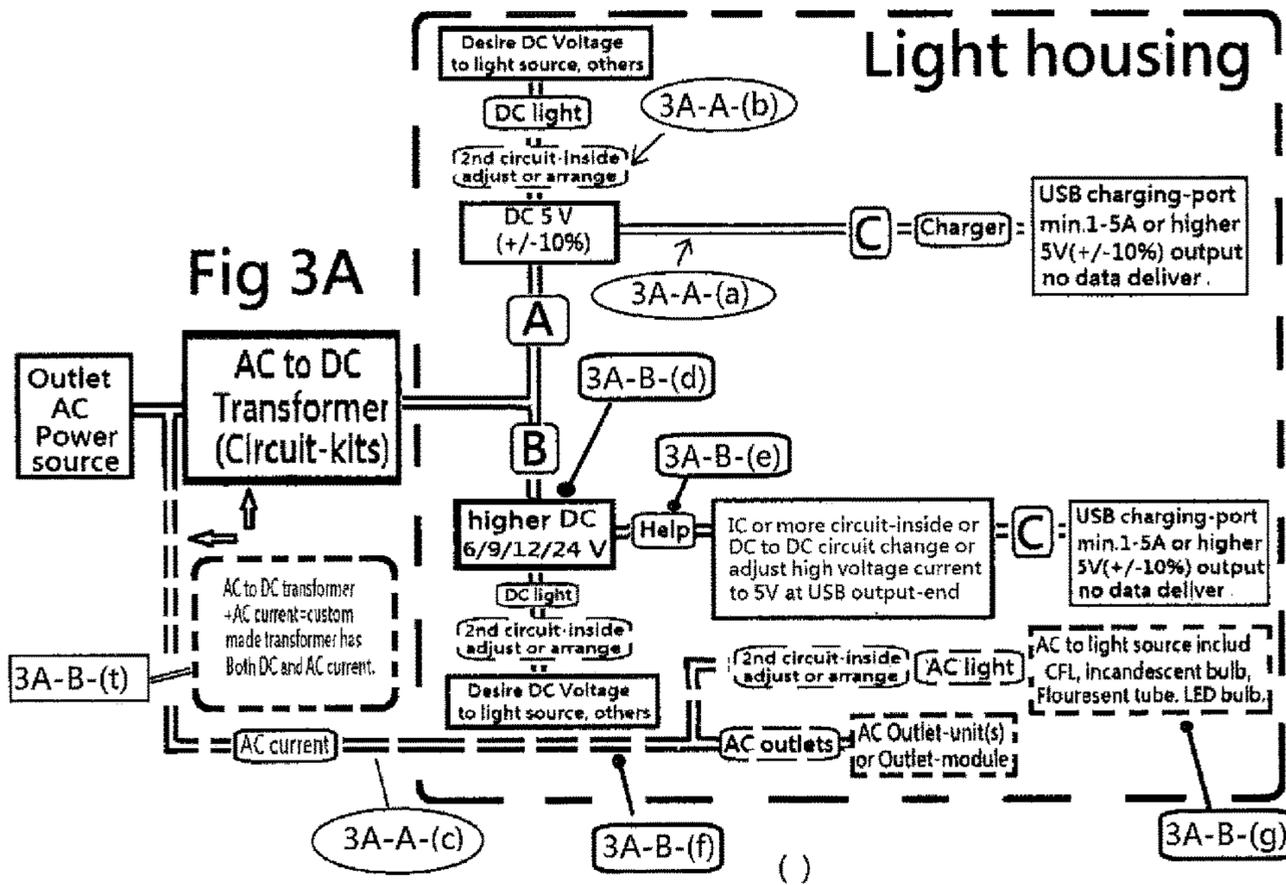 Light housing
Desire DC Voltage
to light source, others
DC light
3A-A-(b)
2nd circuit-inside
adjust or arrange
DC 5 V
(+/-10%)
C
Charger
USB charging-port
min.1-5A or higher
5V(+/-10%) output
no data deliver .
3A-A-(a)
Fig 3A
A
Outlet
AC
Power
source
AC to DC
Transformer
(Circuit-kits)
3A-B-(d)
B
3A-B-(e)
higher DC
6/9/12/24 V
Help
IC or more circuit-inside or
DC to DC circuit change or
adjust high voltage current
to 5V at USB output-end
C
USB charging-port
min.1-5A or higher
5V(+/-10%) output
no data deliver .
AC to DC transformer
+AC current=custom
made transformer has
Both DC and AC current.
3A-B-(t)
DC light
2nd circuit-inside
adjust or arrange
Desire DC Voltage
to light source, others
2nd circuit-inside
adjust or arrange
AC light
AC to light source includ
CFL, incandescent bulb,
Flouresent tube. LED bulb.
AC current
AC outlets
AC Outlet-unit(s)
or Outlet-module
3A-A-(c)
3A-B-(f)
3A-B-(g)
( )